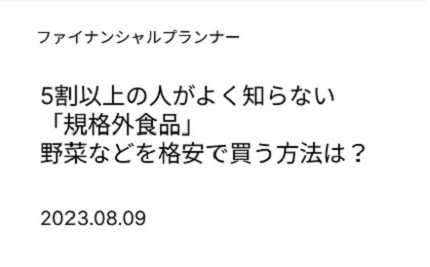 ファイナンシャルプランナー
5割以上の人がよく知らない
「規格外食品」
野菜などを格安で買う方法は？
2023.08.09